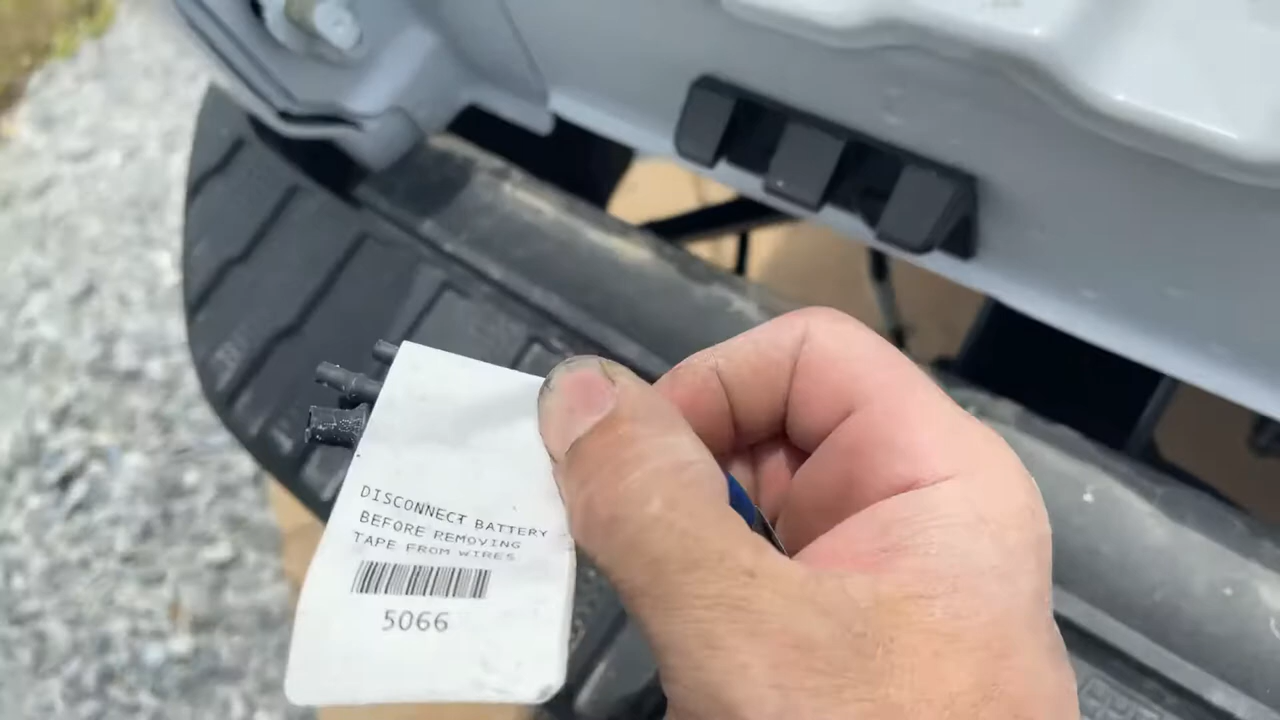 DISCONNECT BATTERY
BEFORE REMOVING
TAPE FROM WIRES
5066